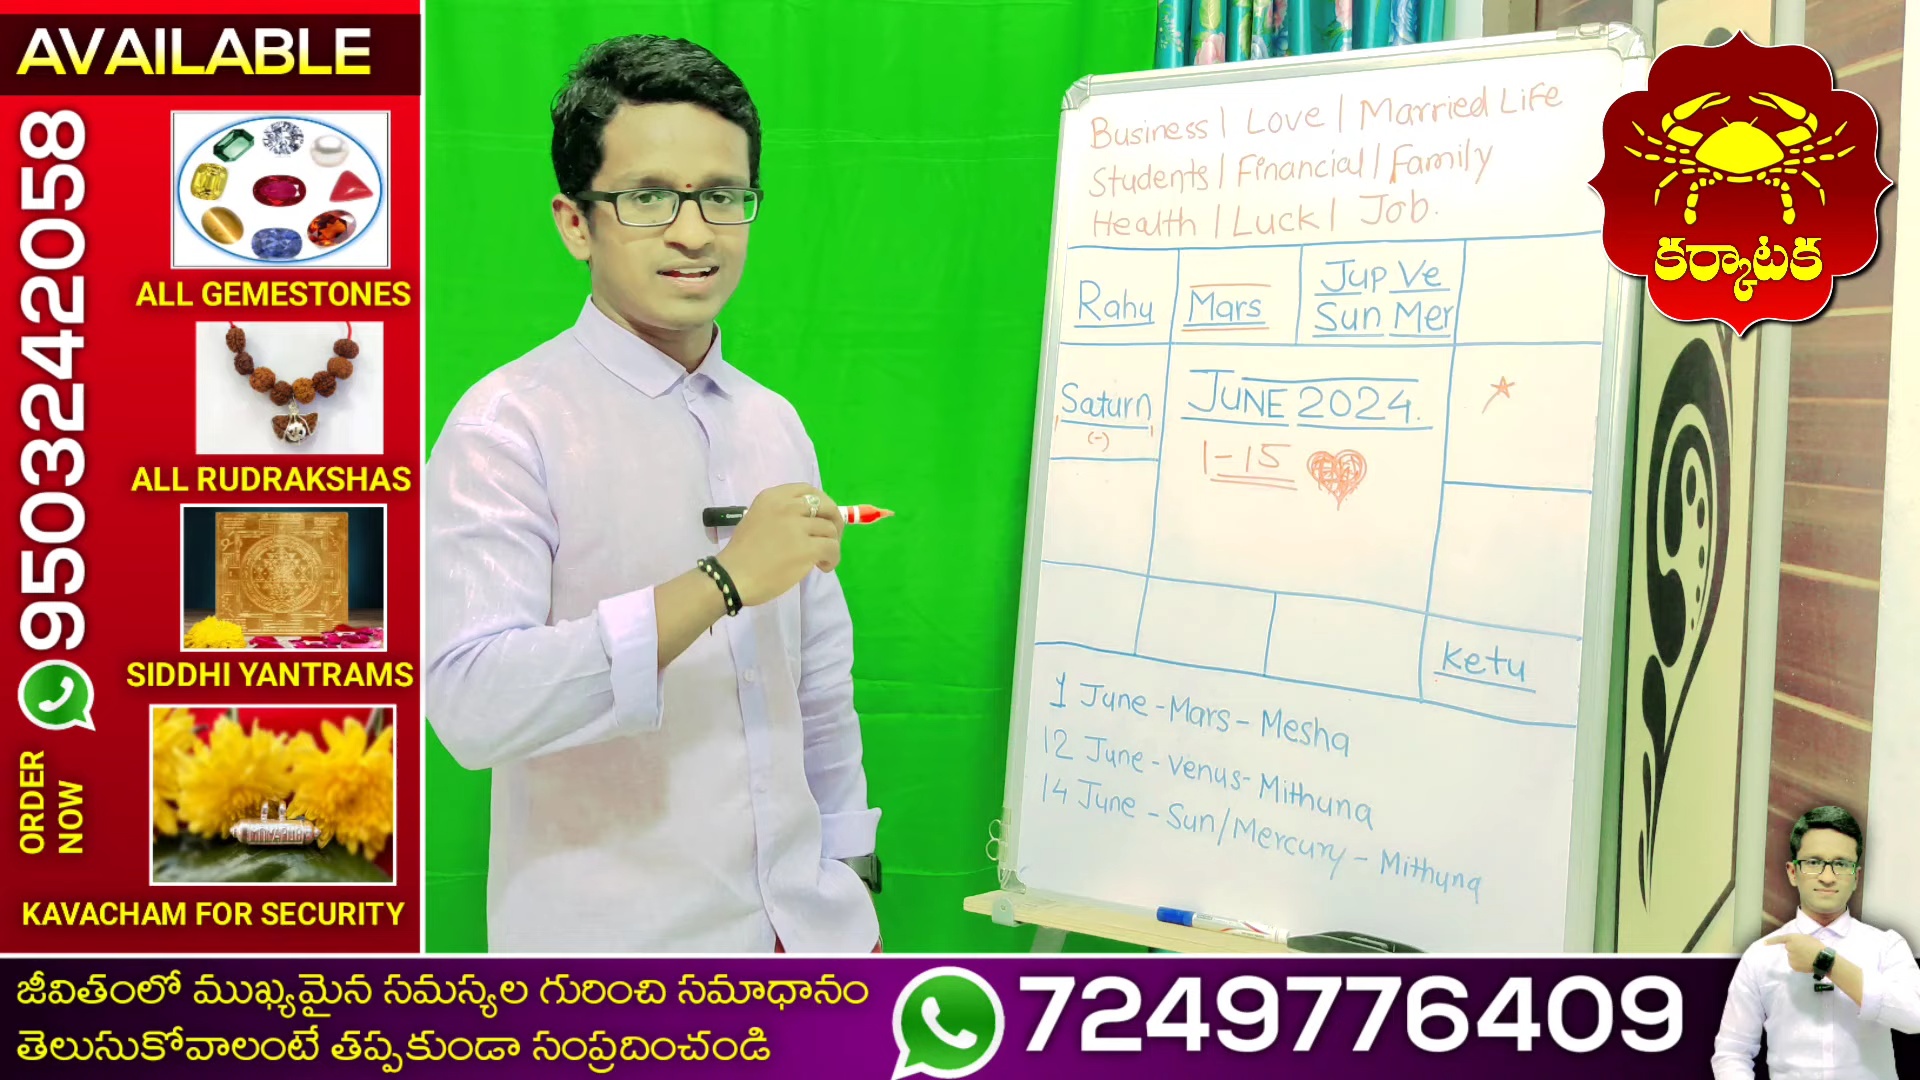 AVAILABLE
9503242058
ORDER
NOW
ALL GEMESTONES
ALL RUDRAKSHAS
SIDDHI YANTRAMS
KAVACHAM FOR SECURITY
Business | Love | Married Life
Students | Financial | Family
Health | Luck | Job.
కర్కాటక
Rahu
Mars
Jup Ve
Sun Mer
Saturn
(-)
JUNE 2024.
1-15
Ketu
1 June - Mars - Mesha
12 June - Venus - Mithuna
14 June - Sun/Mercury - Mithuna
జీవితంలో ముఖ్యమైన సమస్యల గురించి సమాధానం
తెలుసుకోవాలంటే తప్పకుండా సంప్రదించండి
7249776409